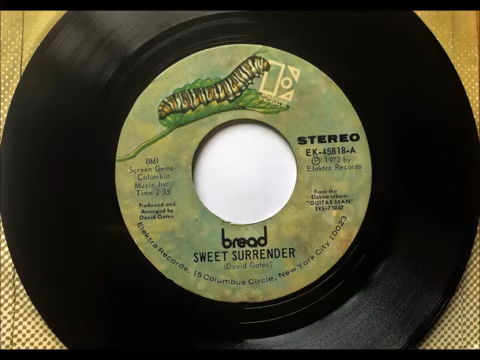 STEREO
EK-45818-A
Ⓟ 1972 by
Elektra Records
BMI
Screen Gems-
Columbia
Music Inc.
Time 2:35
Produced and
Arranged by
David Gates
From the
Elektra album
"GUITAR MAN"
EKS-75047
bread
SWEET SURRENDER
(David Gates)
Elektra Records, 15 Columbus Circle, New York City 10023